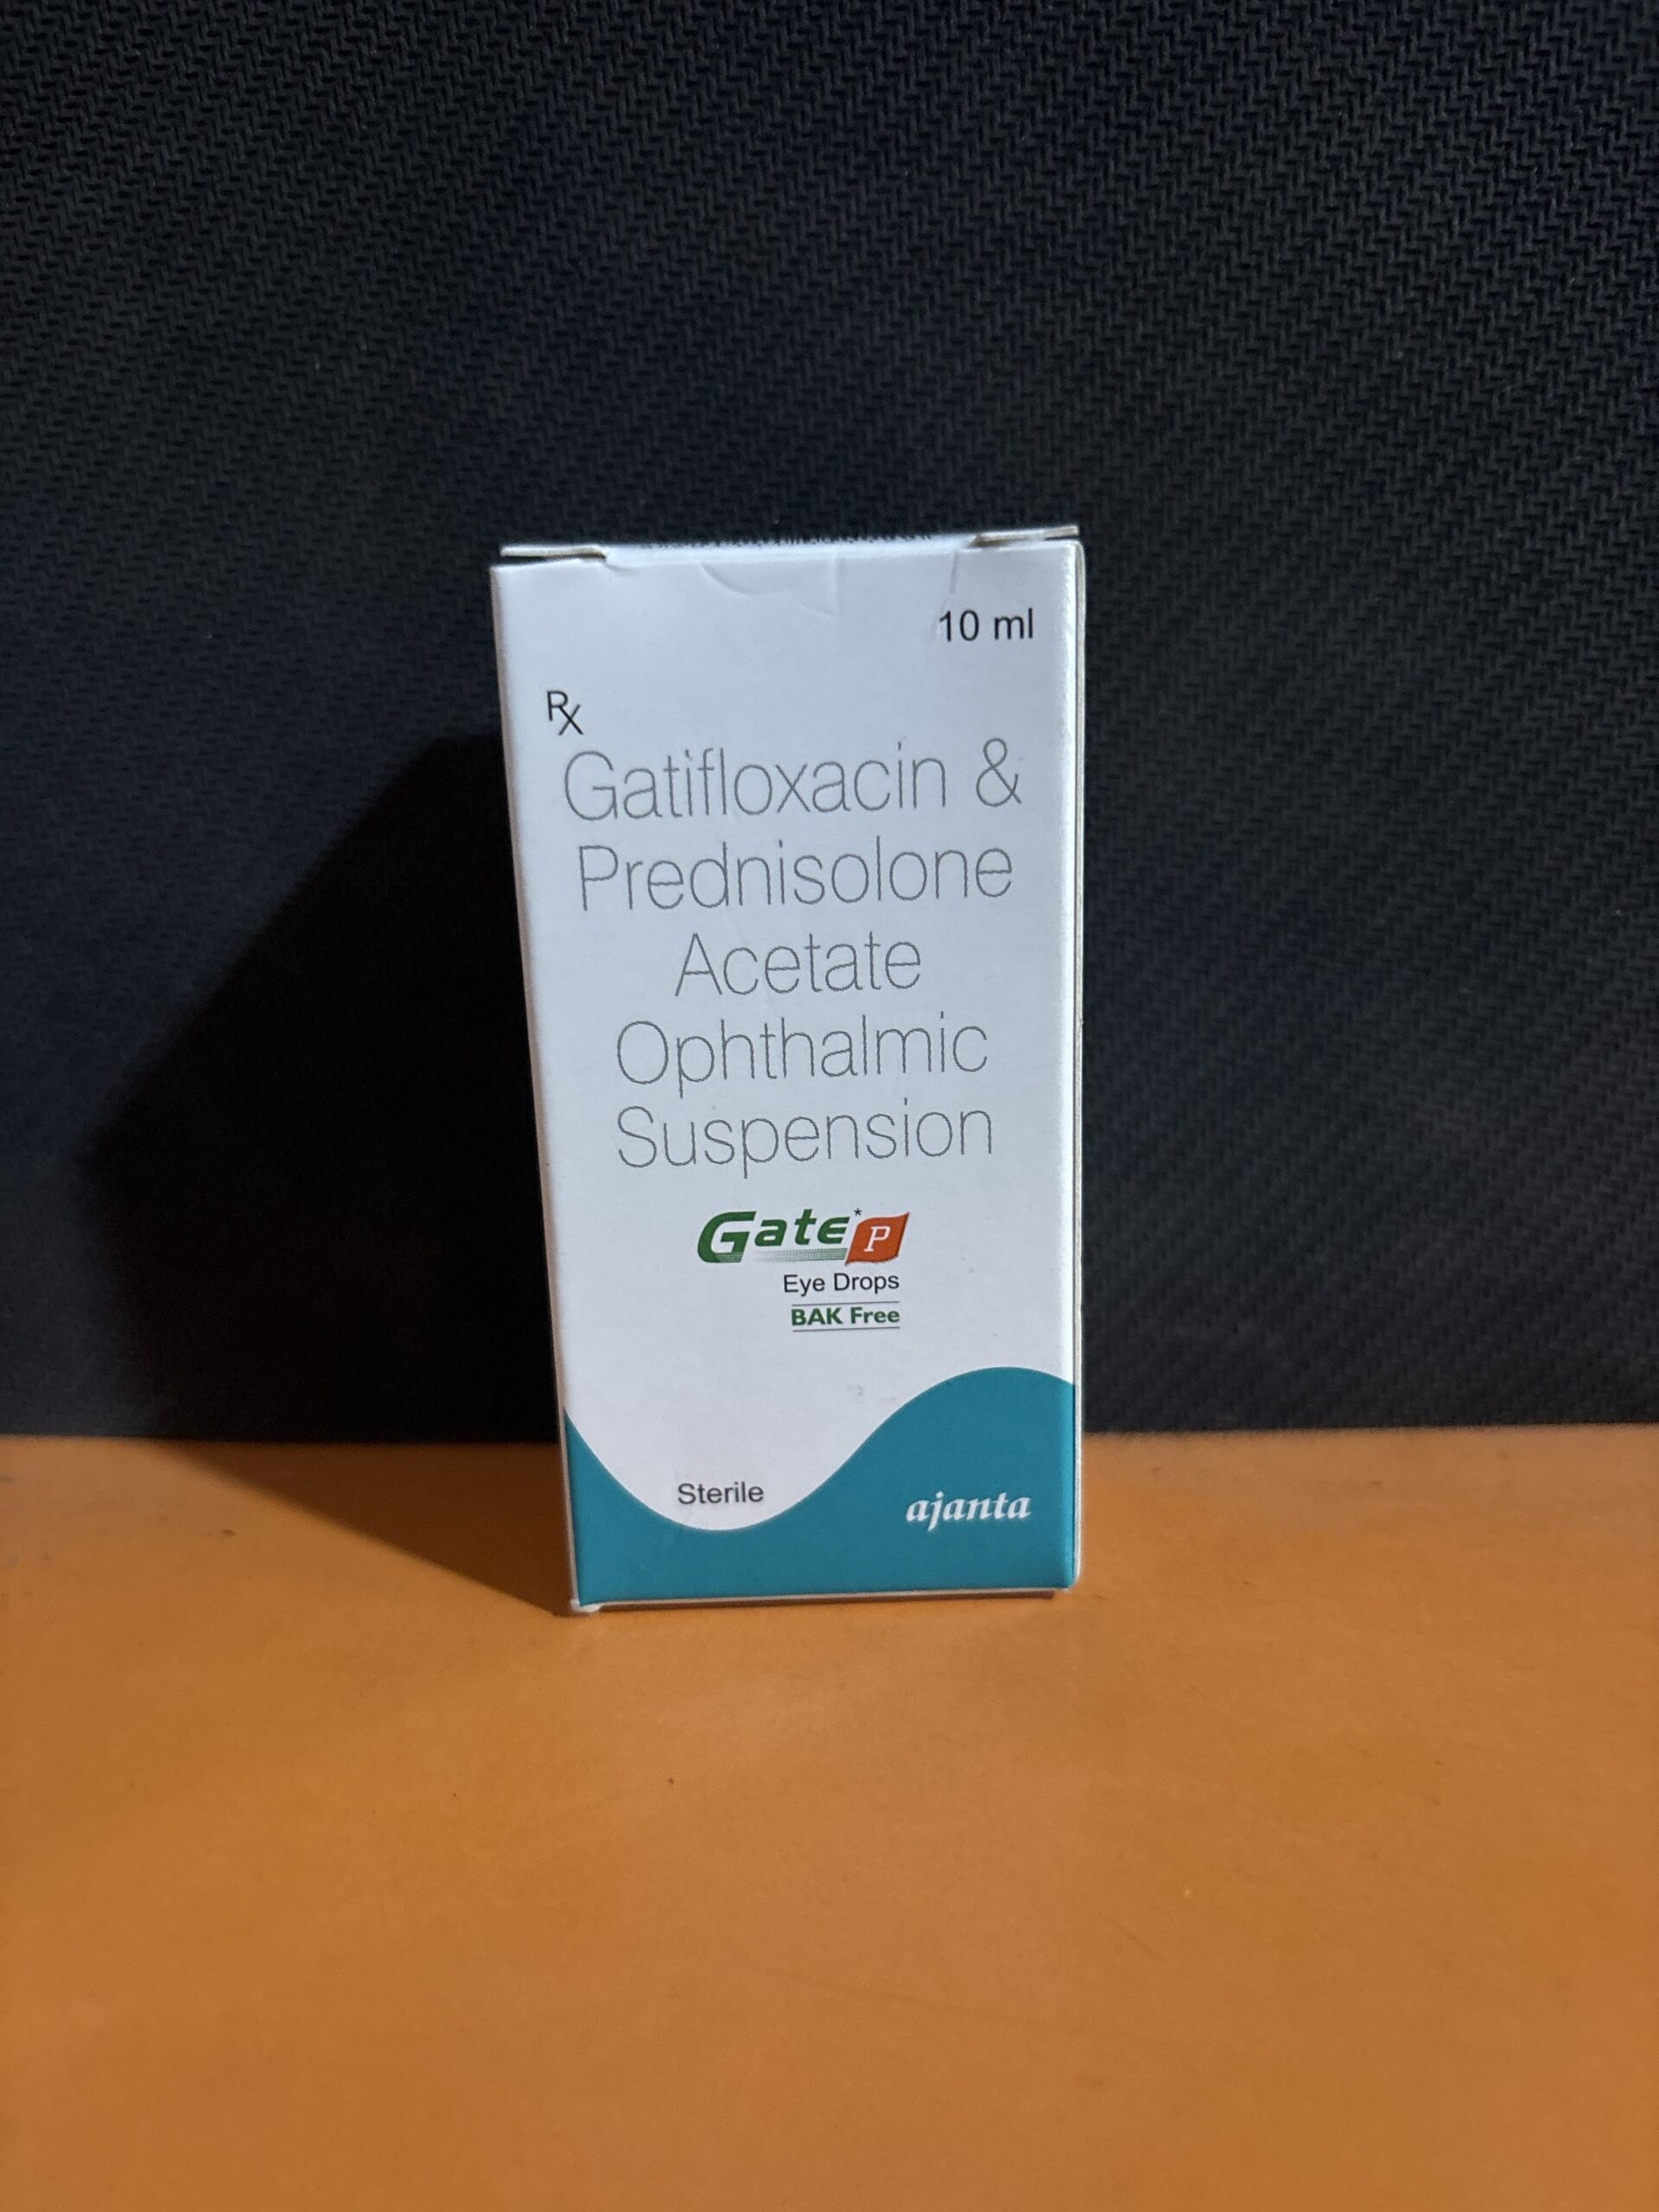 10 ml
Rx
Gatifloxacin &
Prednisolone
Acetate
Ophthalmic
Suspension
Gate* P
Eye Drops
BAK Free
Sterile
ajanta